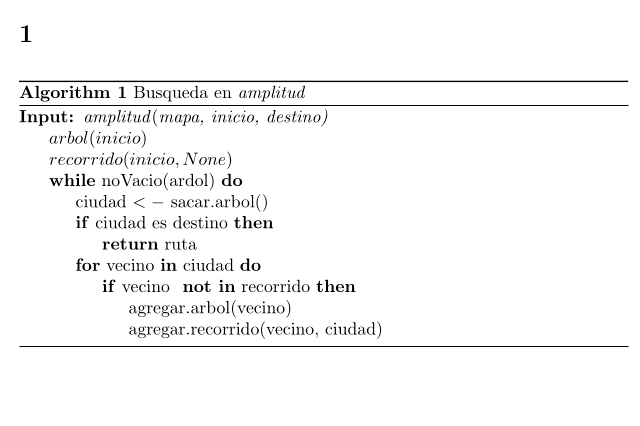 1
Algorithm 1 Busqueda en amplitud
Input: amplitud(mapa, inicio, destino)
arbol(inicio)
recorrido(inicio, None)
while noVacio(ardol) do
ciudad < − sacar.arbol()
if ciudad es destino then
return ruta
for vecino in ciudad do
if vecino not in recorrido then
agregar.arbol(vecino)
agregar.recorrido(vecino, ciudad)